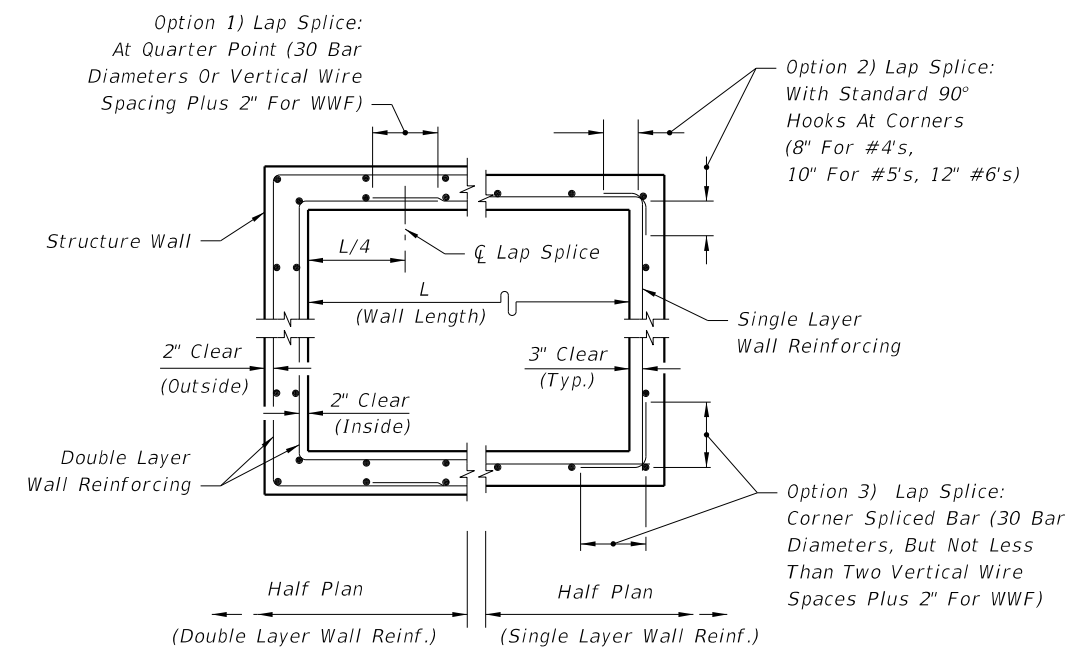 Option 1) Lap Splice:
At Quarter Point (30 Bar
Diameters Or Vertical Wire
Spacing Plus 2" For WWF)
Option 2) Lap Splice:
With Standard 90°
Hooks At Corners
(8" For #4's,
10" For #5's, 12" #6's)
Structure Wall
L/4
℄ Lap Splice
L
(Wall Length)
Single Layer
Wall Reinforcing
2" Clear
(Outside)
3" Clear
(Typ.)
2" Clear
(Inside)
Double Layer
Wall Reinforcing
Option 3) Lap Splice:
Corner Spliced Bar (30 Bar
Diameters, But Not Less
Than Two Vertical Wire
Spaces Plus 2" For WWF)
Half Plan
(Double Layer Wall Reinf.)
Half Plan
(Single Layer Wall Reinf.)